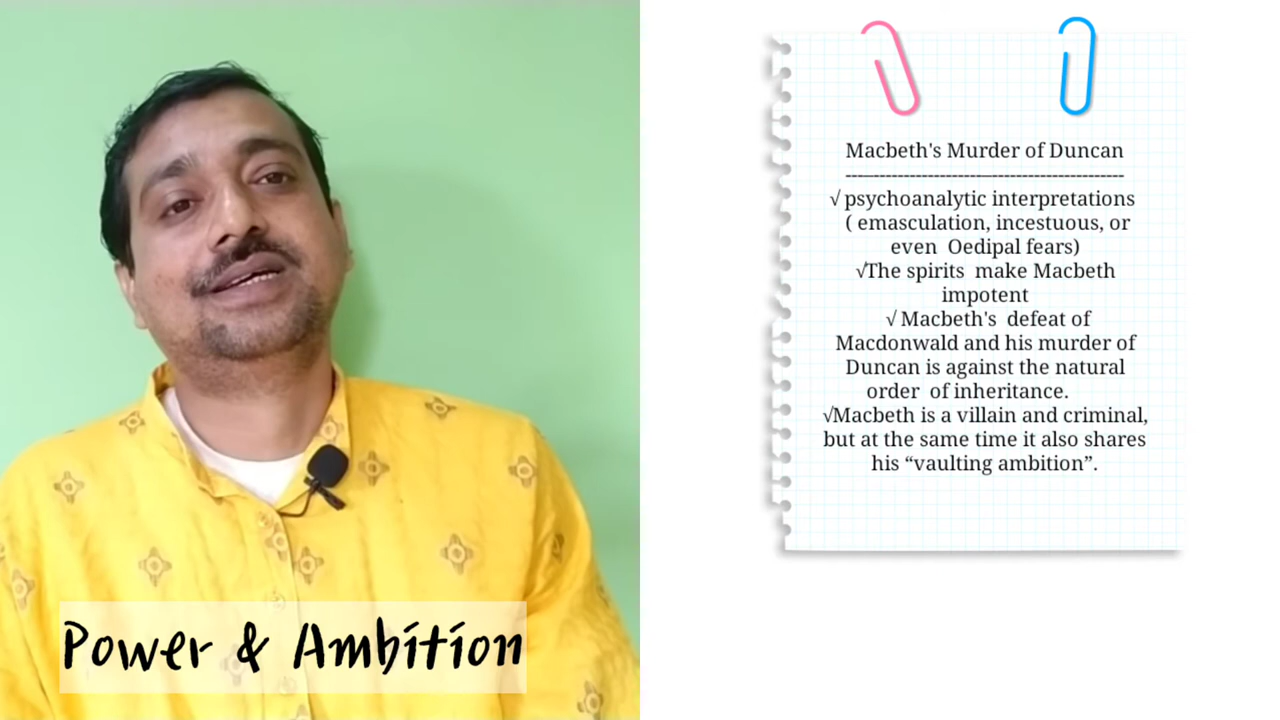 Macbeth's Murder of Duncan
----------------------------------------------
√ psychoanalytic interpretations
( emasculation, incestuous, or
even Oedipal fears)
√The spirits make Macbeth
impotent
√ Macbeth's defeat of
Macdonwald and his murder of
Duncan is against the natural
order of inheritance.
√Macbeth is a villain and criminal,
but at the same time it also shares
his “vaulting ambition”.
Power & Ambition